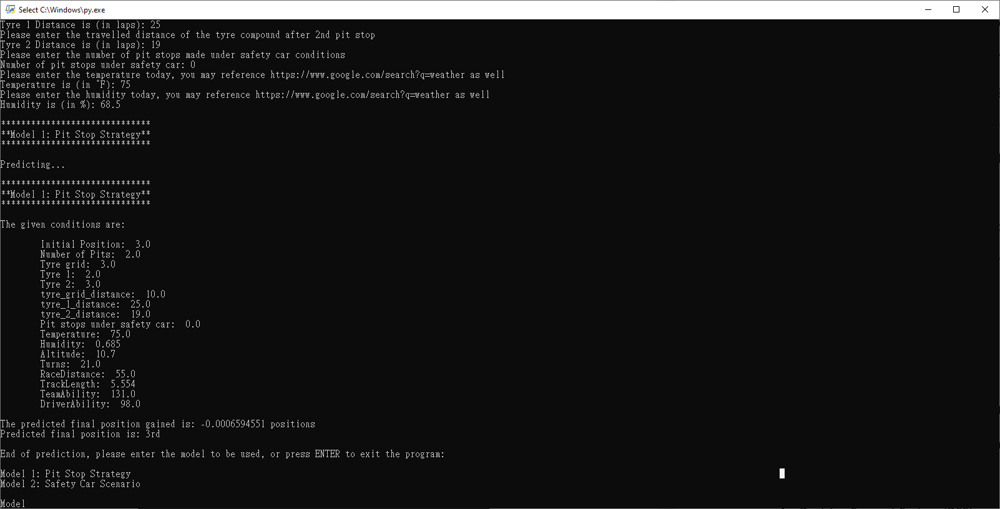 Select C:\Windows\py.exe
Tyre 1 Distance is (in laps): 25
Please enter the travelled distance of the tyre compound after 2nd pit stop
Tyre 2 Distance is (in laps): 19
Please enter the number of pit stops made under safety car conditions
Number of pit stops under safety car: 0
Please enter the temperature today, you may reference https://www.google.com/search?q=weather as well
Temperature is (in °F): 75
Please enter the humidity today, you may reference https://www.google.com/search?q=weather as well
Humidity is (in %): 68.5
******************************
**Model 1: Pit Stop Strategy**
******************************
Predicting...
******************************
**Model 1: Pit Stop Strategy**
******************************
The given conditions are:
Initial Position:  3.0
Number of Pits:  2.0
Tyre grid:  3.0
Tyre 1:  2.0
Tyre 2:  3.0
tyre_grid_distance:  10.0
tyre_1_distance:  25.0
tyre_2_distance:  19.0
Pit stops under safety car:  0.0
Temperature:  75.0
Humidity:  0.685
Altitude:  10.7
Turns:  21.0
RaceDistance:  55.0
TrackLength:  5.554
TeamAbility:  131.0
DriverAbility:  98.0
The predicted final position gained is: -0.0006594551 positions
Predicted final position is: 3rd
End of prediction, please enter the model to be used, or press ENTER to exit the program:
Model 1: Pit Stop Strategy
Model 2: Safety Car Scenario
Model